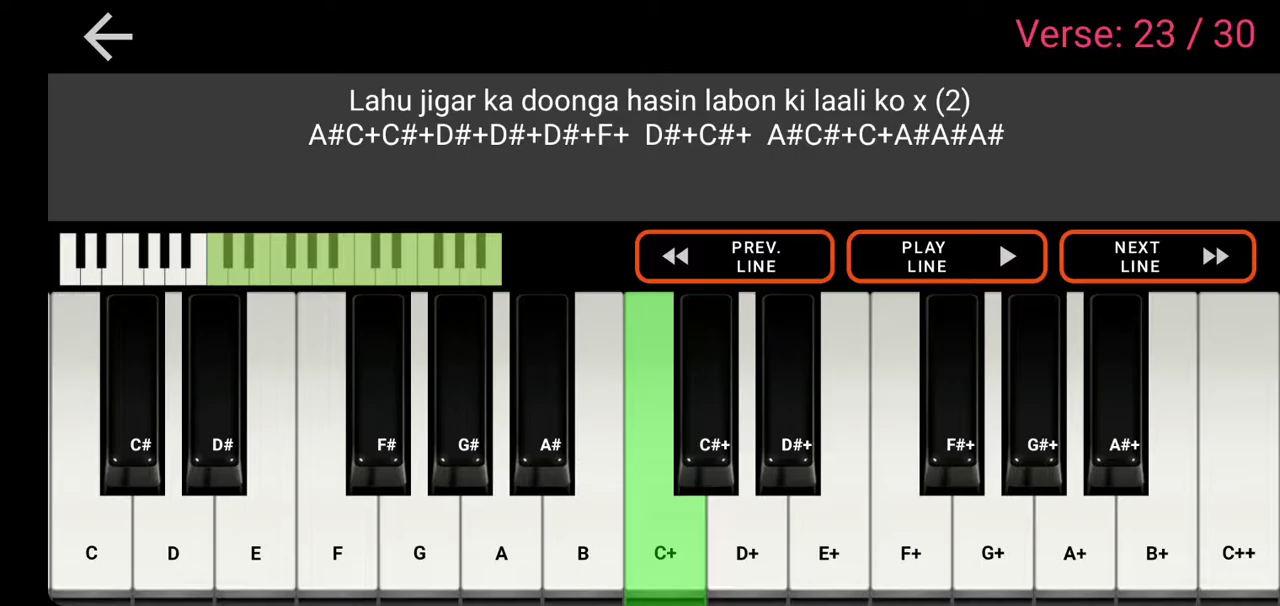 Verse: 23 / 30
Lahu jigar ka doonga hasin labon ki laali ko x (2)
A#C+C#+D#+D#+D#+F+ D#+C#+ A#C#+C+A#A#A#
PREV.
LINE
PLAY
LINE
NEXT
LINE
C# D# F# G# A# C#+ D#+ F#+ G#+ A#+
C D E F G A B C+ D+ E+ F+ G+ A+ B+ C++